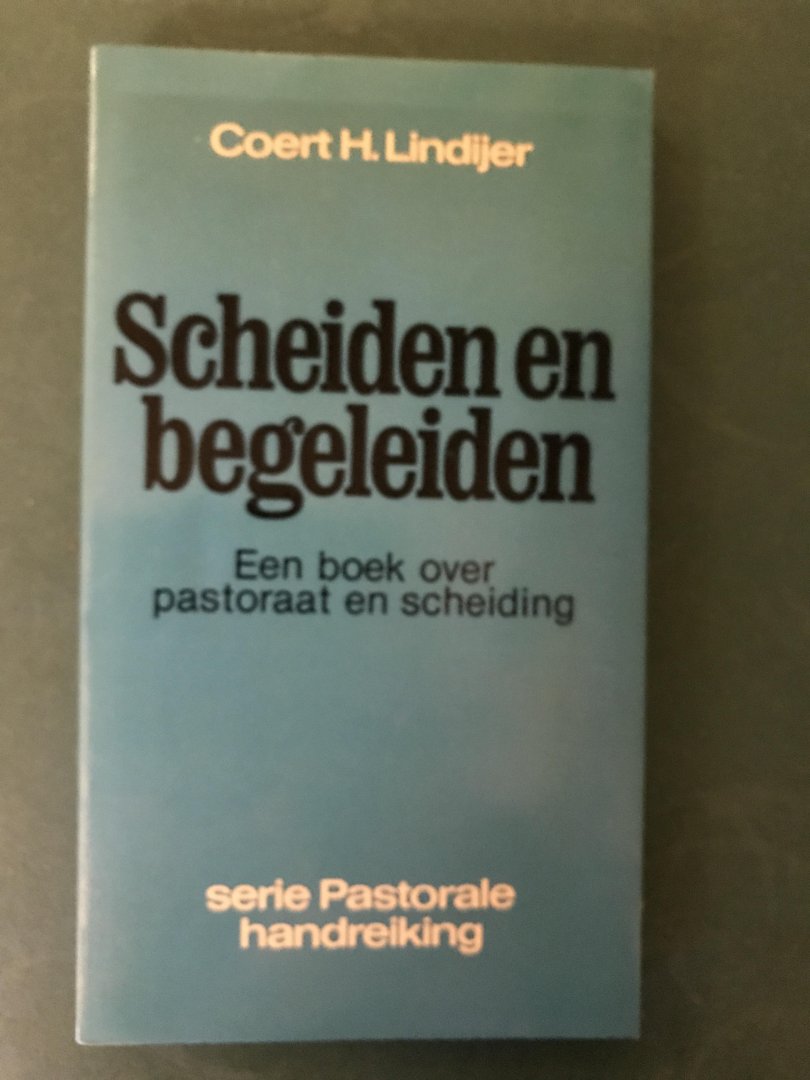 Coert H. Lindijer
Scheiden en
begeleiden
Een boek over
pastoraat en scheiding
serie Pastorale
handreiking